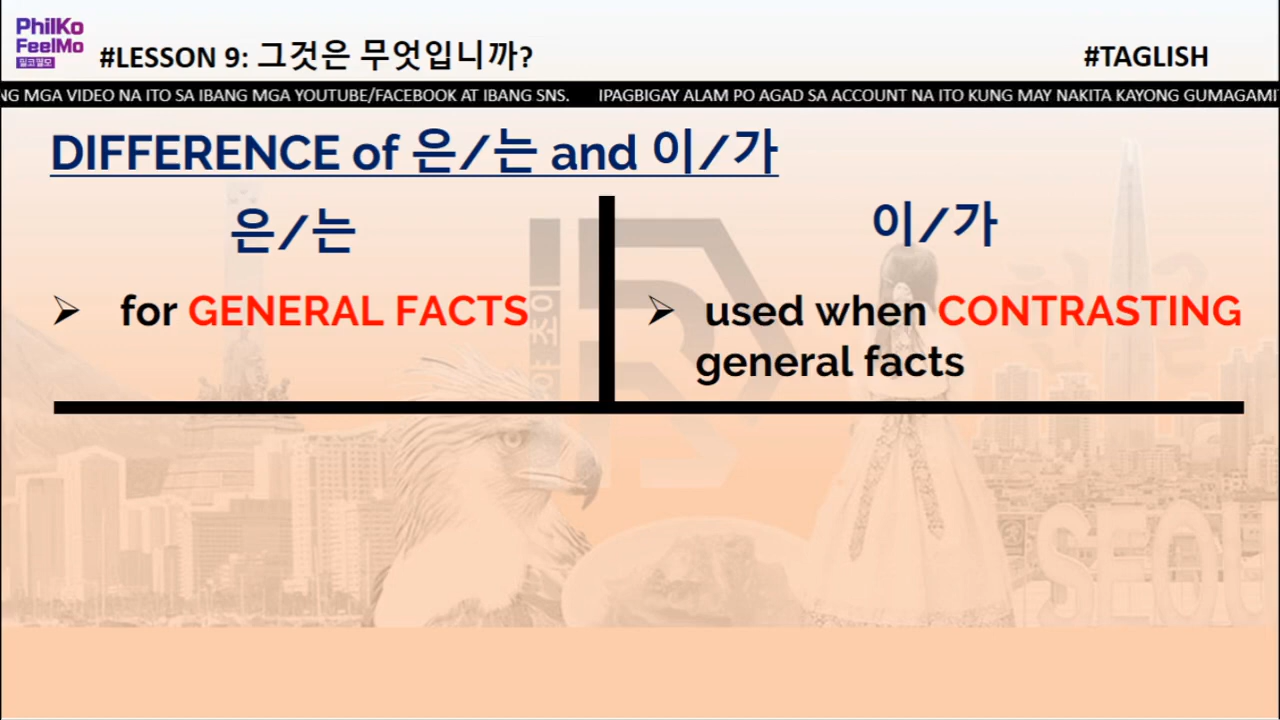 PhilKo
FeelMo
필코필모
#LESSON 9: 그것은 무엇입니까?
#TAGLISH
NG MGA VIDEO NA ITO SA IBANG MGA YOUTUBE/FACEBOOK AT IBANG SNS. IPAGBIGAY ALAM PO AGAD SA ACCOUNT NA ITO KUNG MAY NAKITA KAYONG
DIFFERENCE of 은/는 and 이/가
은/는
이/가
➢ for GENERAL FACTS
➢ used when CONTRASTING
general facts
SEOUL